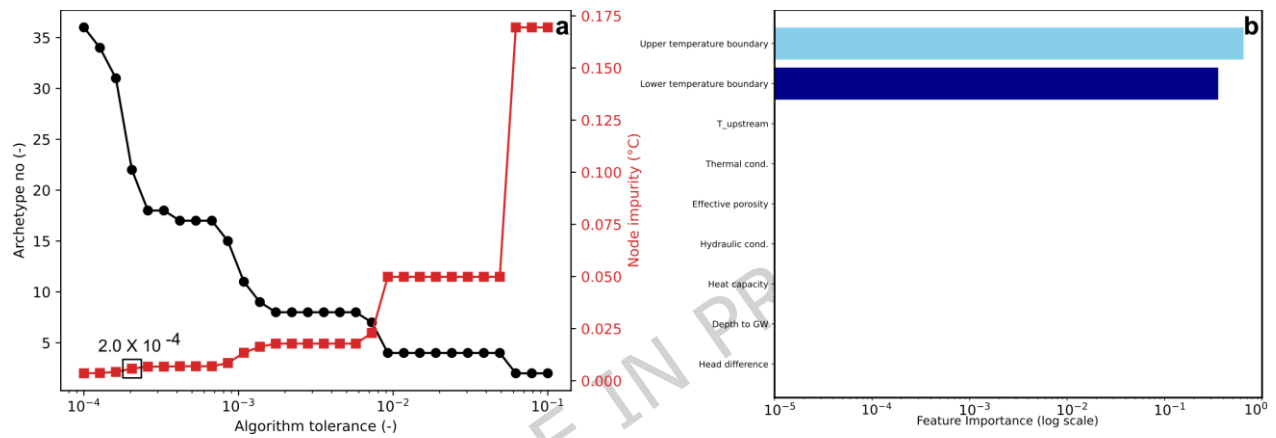 a
35
30
25
20
15
10
5
Archetype no (-)
0.175
0.150
0.125
0.100
0.075
0.050
0.025
0.000
Node impurity (°C)
2.0 X 10⁻⁴
10⁻⁴
10⁻³
10⁻²
10⁻¹
Algorithm tolerance (-)
b
Upper temperature boundary
Lower temperature boundary
T_upstream
Thermal cond.
Effective porosity
Hydraulic cond.
Heat capacity
Depth to GW
Head difference
10⁻⁵
10⁻⁴
10⁻³
10⁻²
10⁻¹
10⁰
Feature Importance (log scale)
E IN PR